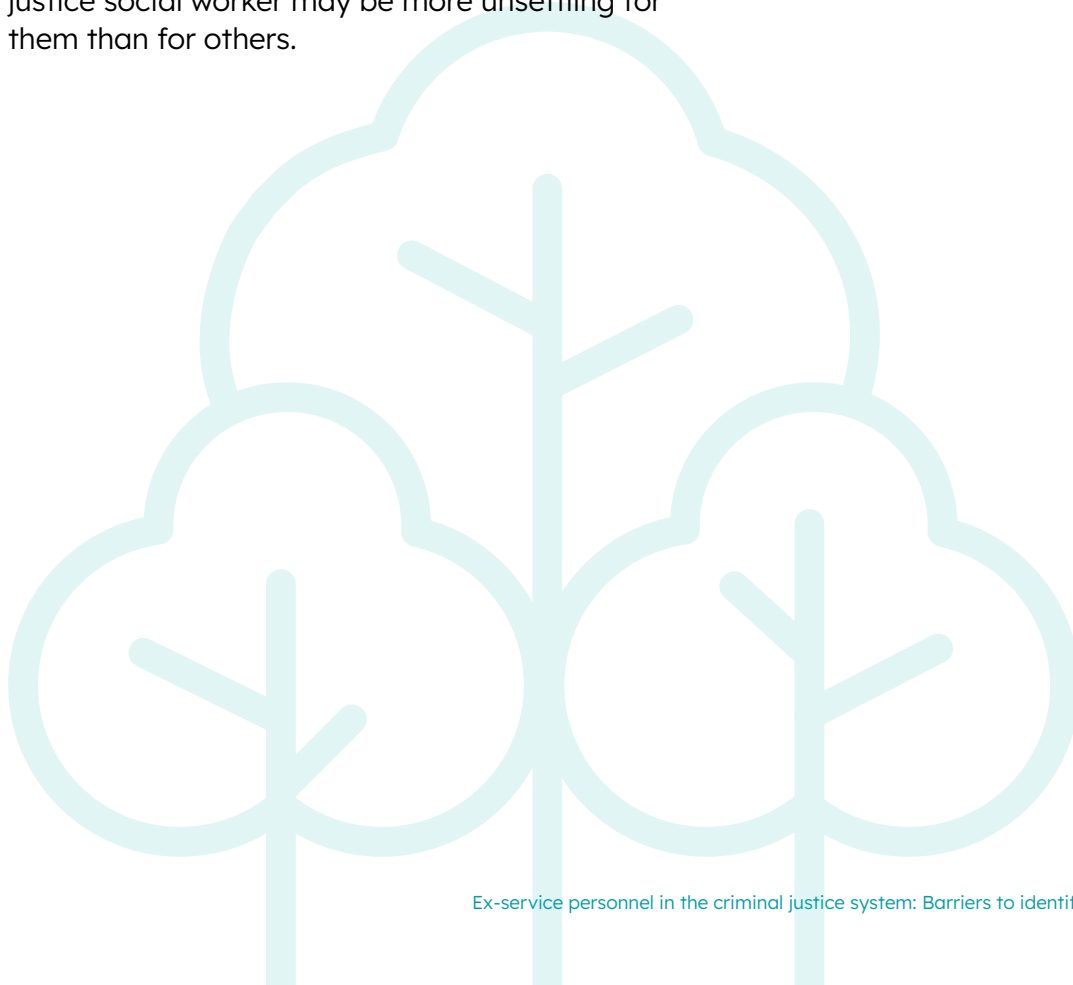 justice social worker may be more unsettling for
them than for others.
Ex-service personnel in the criminal justice system: Barriers to